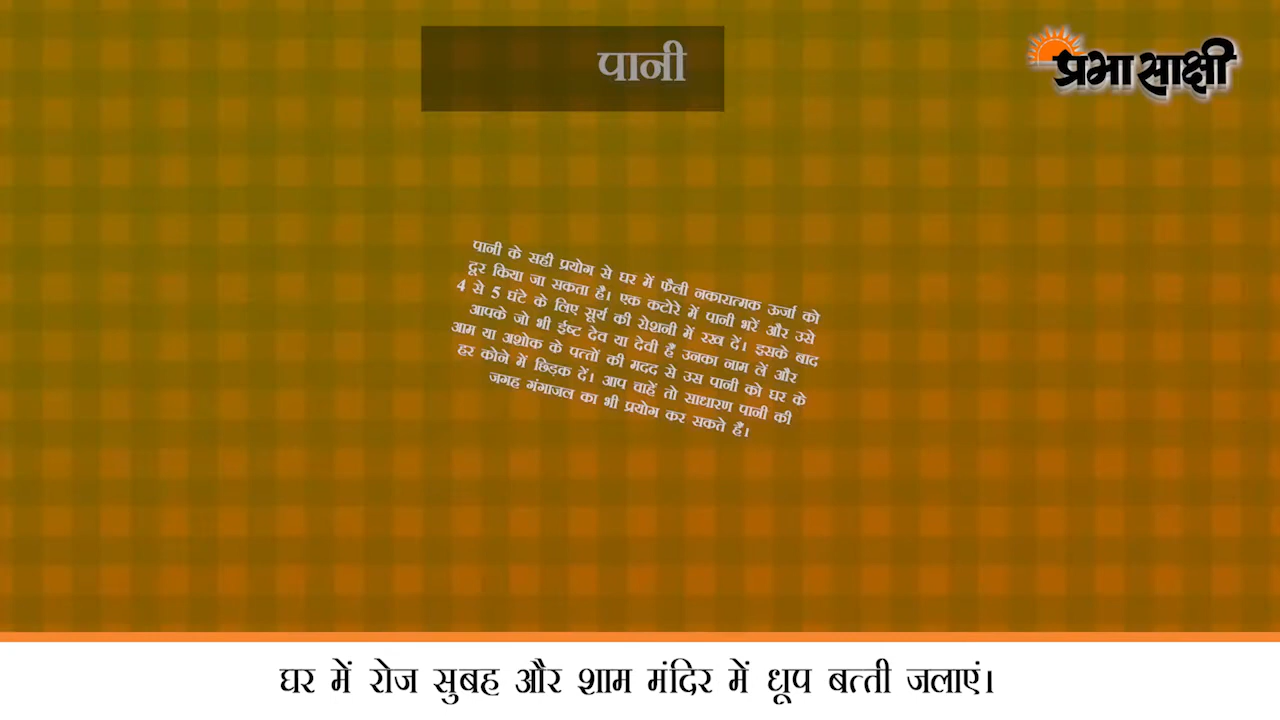 पानी
प्रभा साक्षी
पानी के सही प्रयोग से घर में फैली नकारात्मक ऊर्जा को
दूर किया जा सकता है। एक कटोरे में पानी भरें और उसे
4 से 5 घंटे के लिए सूर्य की रोशनी में रख दें। इसके बाद
आपके जो भी ईष्ट देव या देवी हैं उनका नाम लें और
आम या अशोक के पत्तों की मदद से उस पानी को घर के
हर कोने में छिड़क दें। आप चाहें तो साधारण पानी की
जगह गंगाजल का भी प्रयोग कर सकते हैं।
घर में रोज सुबह और शाम मंदिर में धूप बत्ती जलाएं।